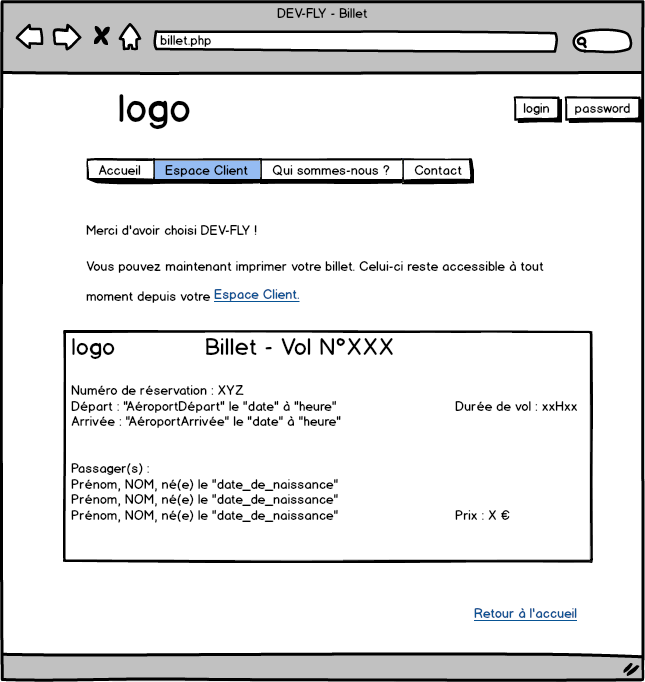 DEV-FLY - Billet
billet.php
logo
login password
Accueil Espace Client Qui sommes-nous ? Contact
Merci d'avoir choisi DEV-FLY !
Vous pouvez maintenant imprimer votre billet. Celui-ci reste accessible à tout
moment depuis votre Espace Client.
logo Billet - Vol N°XXX
Numéro de réservation : XYZ
Départ : "AéroportDépart" le "date" à "heure" Durée de vol : xxHxx
Arrivée : "AéroportArrivée" le "date" à "heure"
Passager(s) :
Prénom, NOM, né(e) le "date_de_naissance"
Prénom, NOM, né(e) le "date_de_naissance"
Prénom, NOM, né(e) le "date_de_naissance" Prix : X €
Retour à l'accueil